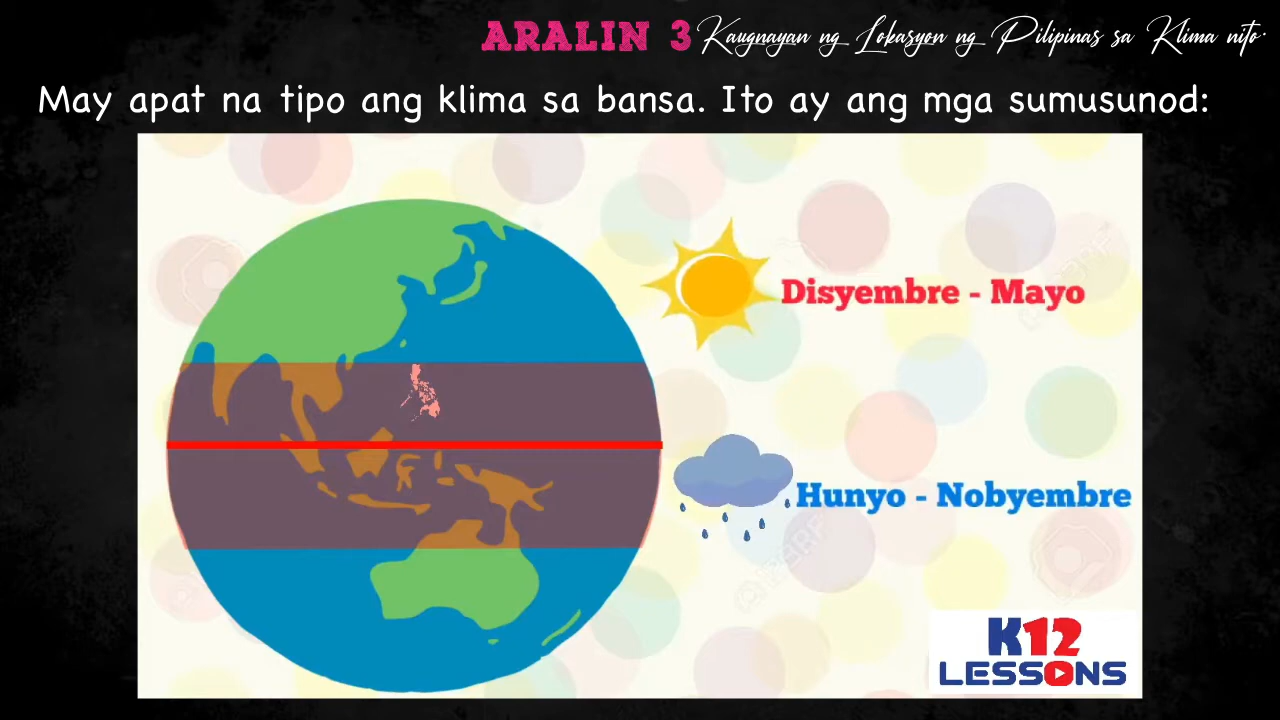 ARALIN 3 Kaugnayan ng Lokasyon ng Pilipinas sa Klima nito.
May apat na tipo ang klima sa bansa. Ito ay ang mga sumusunod:
Disyembre - Mayo
Hunyo - Nobyembre
K12
LESSONS